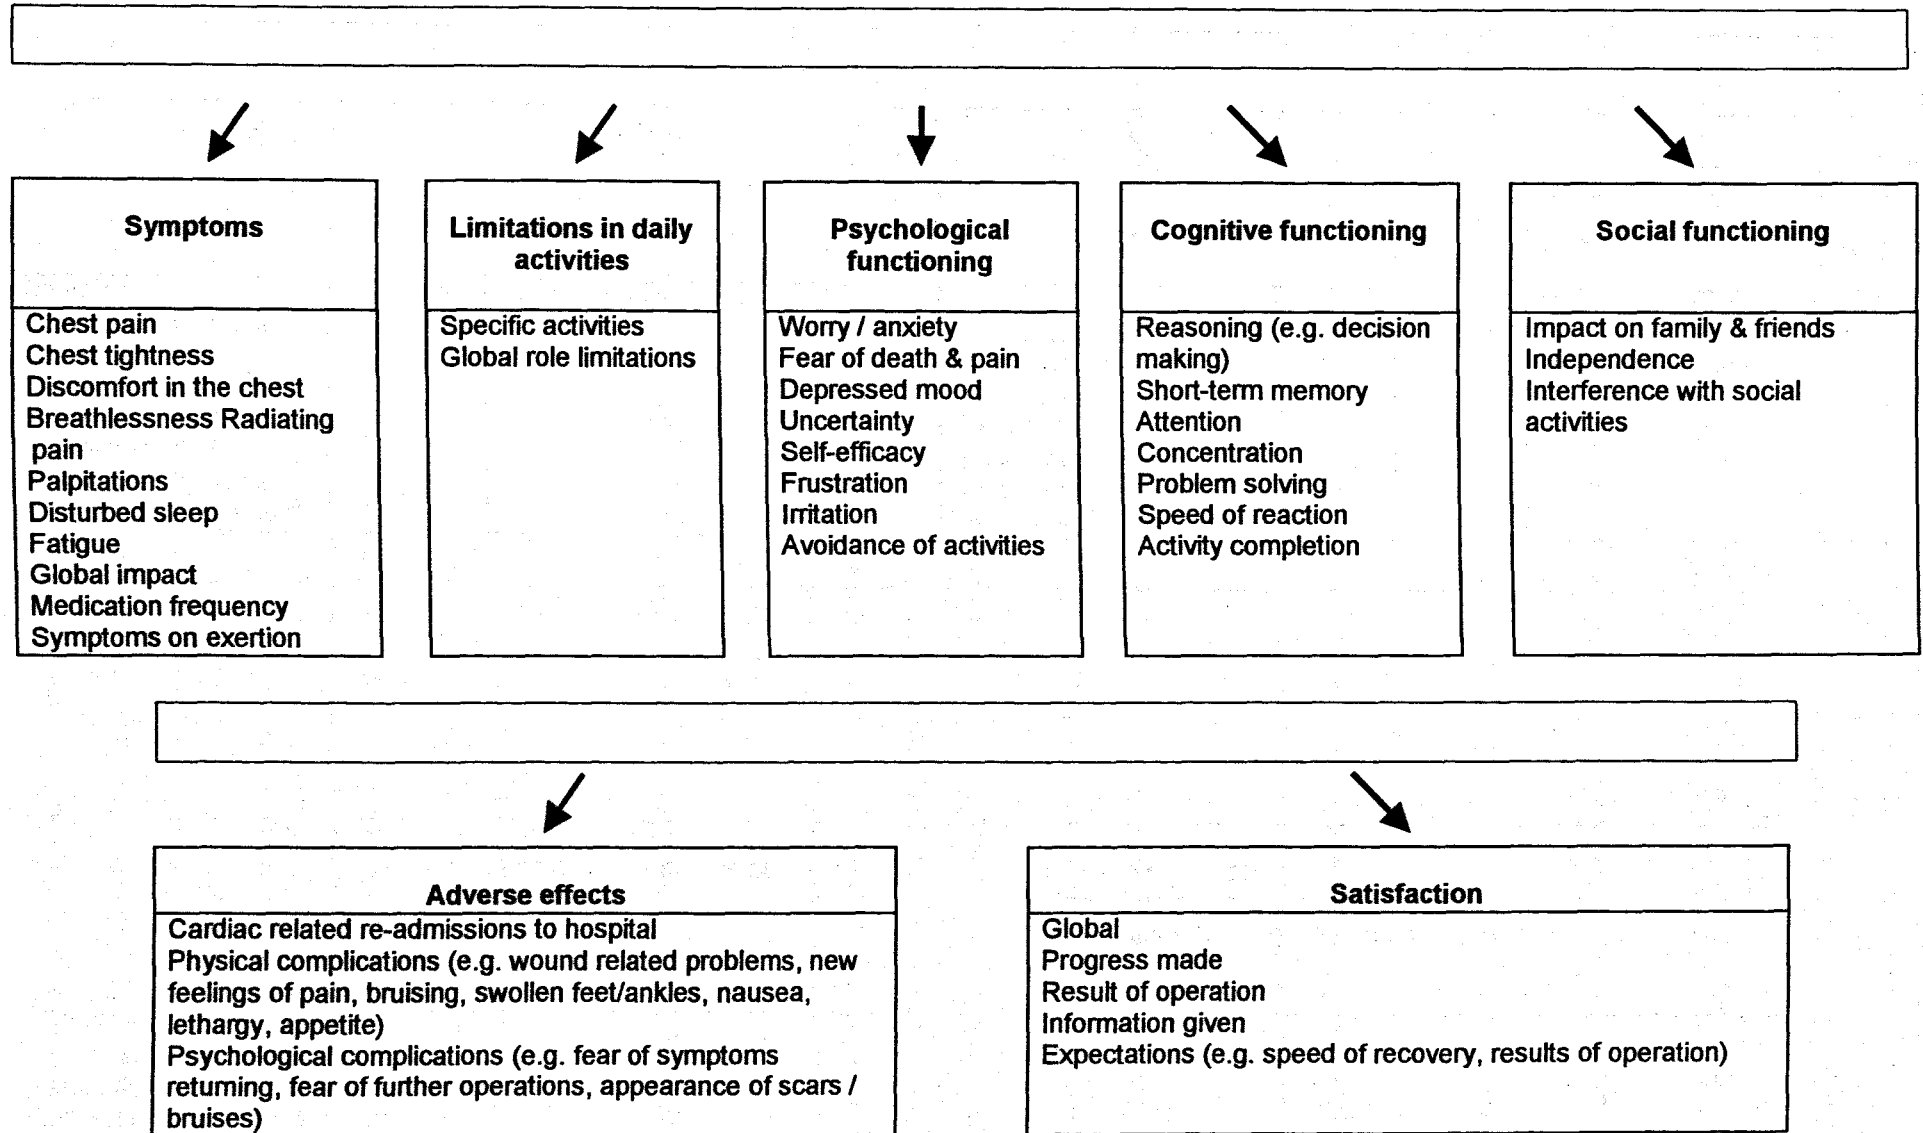 Symptoms
Chest pain
Chest tightness
Discomfort in the chest
Breathlessness Radiating
pain
Palpitations
Disturbed sleep
Fatigue
Global impact
Medication frequency
Symptoms on exertion
Limitations in daily
activities
Specific activities
Global role limitations
Psychological
functioning
Worry / anxiety
Fear of death & pain
Depressed mood
Uncertainty
Self-efficacy
Frustration
Irritation
Avoidance of activities
Cognitive functioning
Reasoning (e.g. decision
making)
Short-term memory
Attention
Concentration
Problem solving
Speed of reaction
Activity completion
Social functioning
Impact on family & friends
Independence
Interference with social
activities
Adverse effects
Cardiac related re-admissions to hospital
Physical complications (e.g. wound related problems, new
feelings of pain, bruising, swollen feet/ankles, nausea,
lethargy, appetite)
Psychological complications (e.g. fear of symptoms
returning, fear of further operations, appearance of scars /
bruises)
Satisfaction
Global
Progress made
Result of operation
Information given
Expectations (e.g. speed of recovery, results of operation)